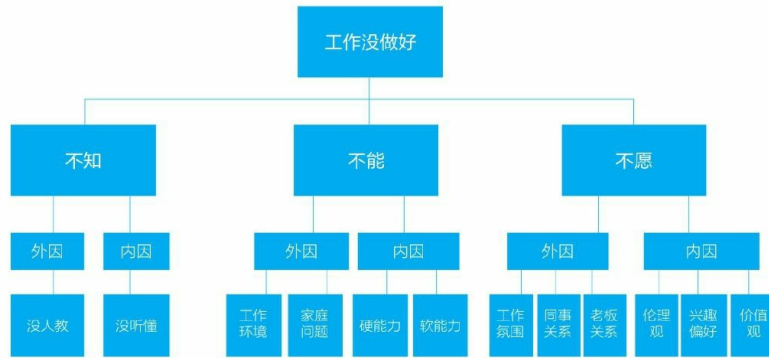 工作没做好
不知
不能
不愿
外因
内因
外因
内因
外因
内因
没人教
没听懂
工作
环境
家庭
问题
硬能力
软能力
工作
氛围
同事
关系
老板
关系
伦理
观
兴趣
偏好
价值
观